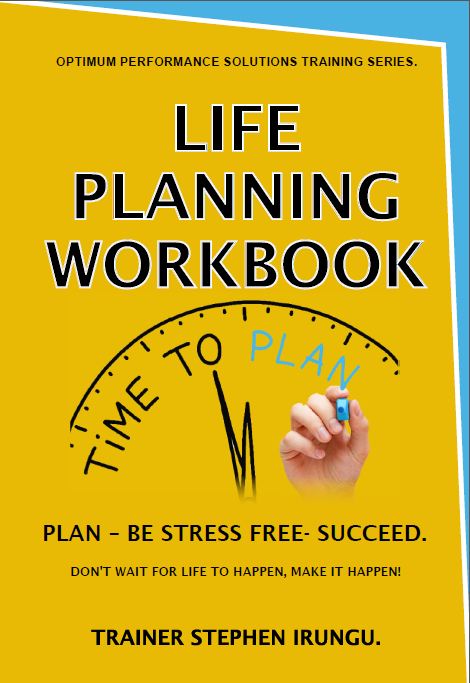 OPTIMUM PERFORMANCE SOLUTIONS TRAINING SERIES.
LIFE
PLANNING
WORKBOOK
TIME TO PLAN
PLAN – BE STRESS FREE- SUCCEED.
DON'T WAIT FOR LIFE TO HAPPEN, MAKE IT HAPPEN!
TRAINER STEPHEN IRUNGU.